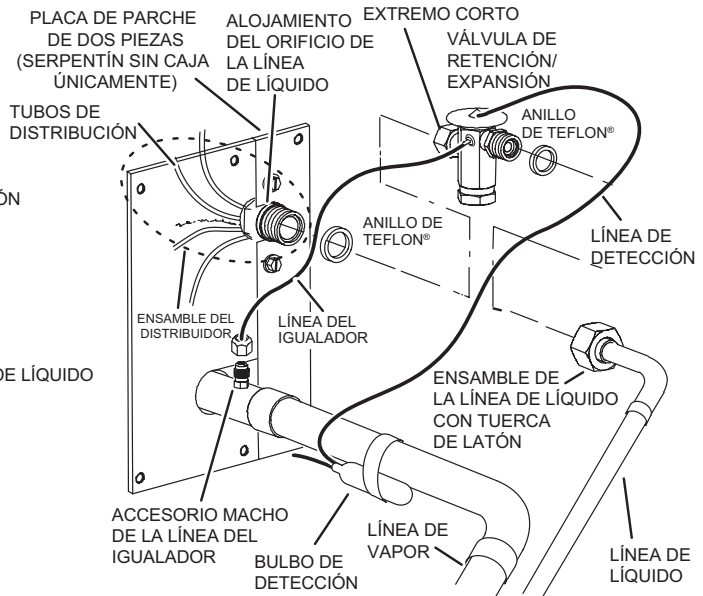 PLACA DE PARCHE
DE DOS PIEZAS
(SERPENTÍN SIN CAJA
ÚNICAMENTE)
ALOJAMIENTO
DEL ORIFICIO DE
LA LÍNEA
DE LÍQUIDO
EXTREMO CORTO
VÁLVULA DE
RETENCIÓN/
EXPANSIÓN
TUBOS DE
DISTRIBUCIÓN
ANILLO
DE TEFLON®
ÓN
ANILLO DE
TEFLON®
LÍNEA DE
DETECCIÓN
ENSAMBLE DEL
DISTRIBUIDOR
LÍNEA DEL
IGUALADOR
DE LÍQUIDO
ENSAMBLE DE
LA LÍNEA DE LÍQUIDO
CON TUERCA
DE LATÓN
ACCESORIO MACHO
DE LA LÍNEA DEL
IGUALADOR
BULBO DE
DETECCIÓN
LÍNEA DE
VAPOR
LÍNEA DE
LÍQUIDO